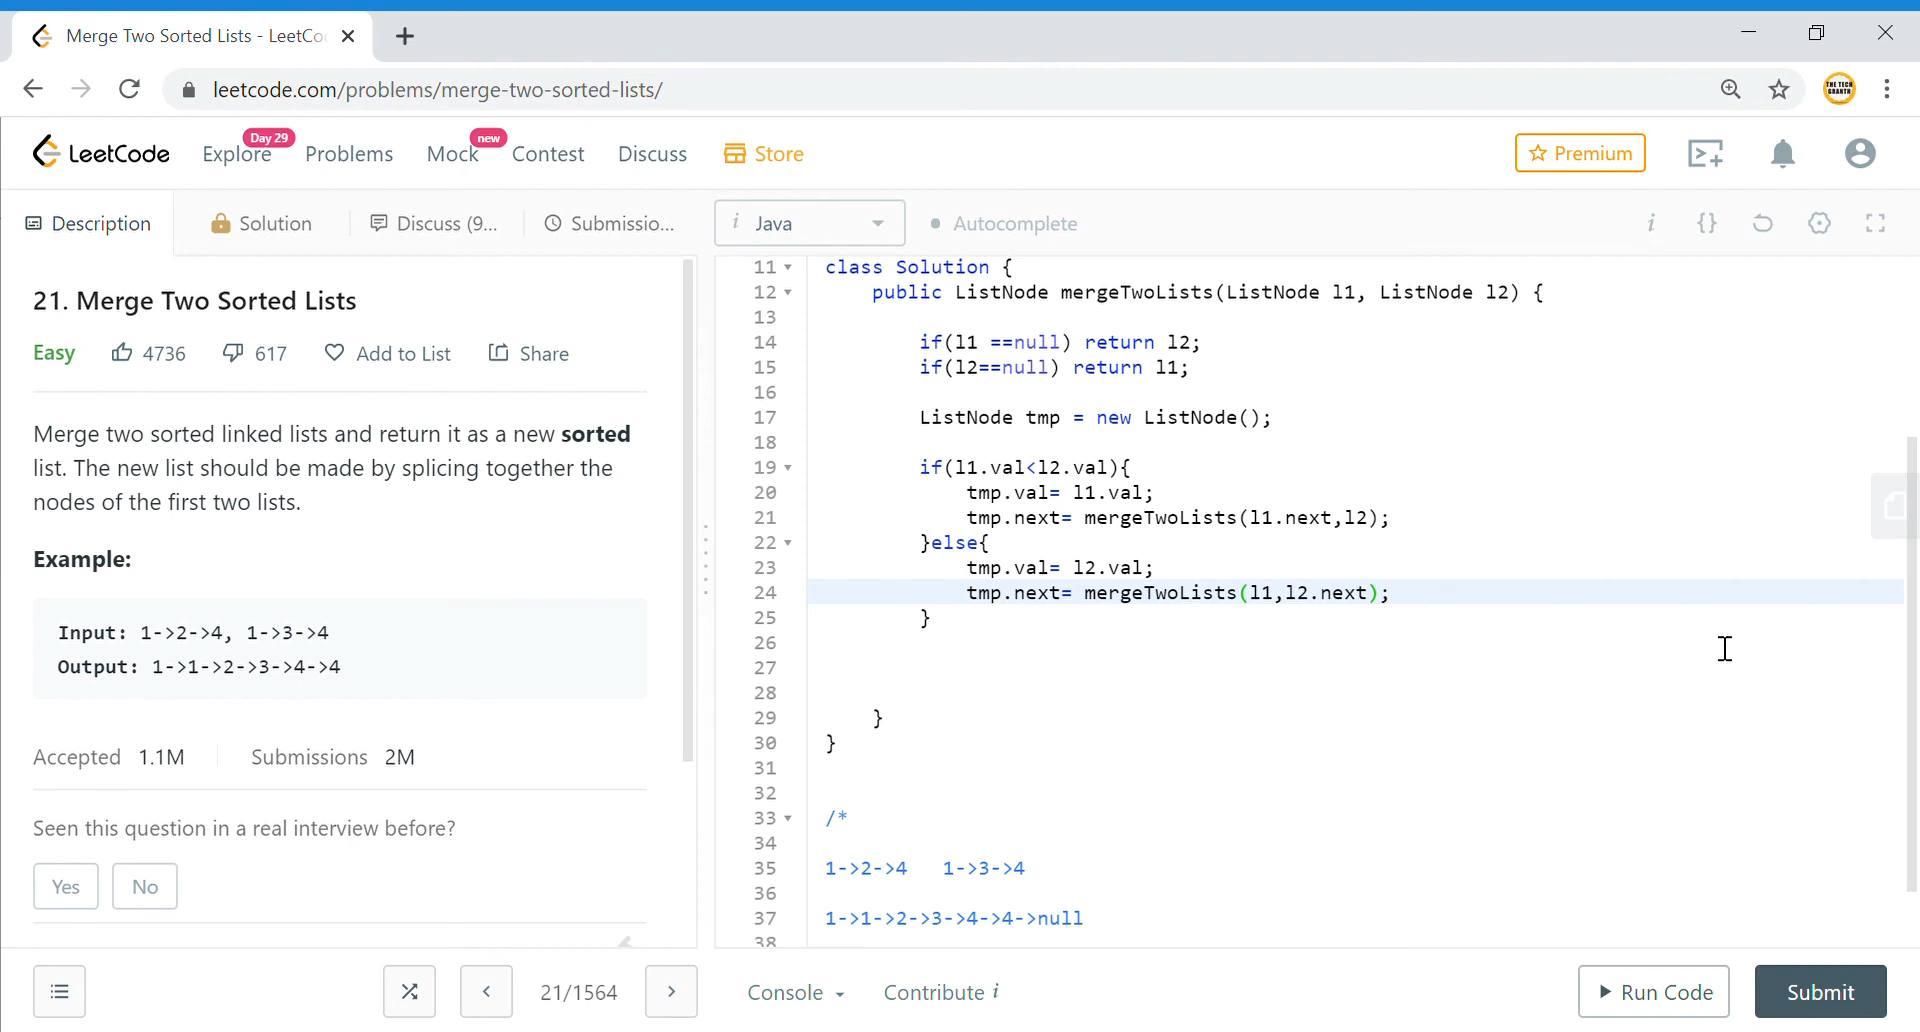 Merge Two Sorted Lists - LeetCo
leetcode.com/problems/merge-two-sorted-lists/
THE TECH GRANTH
LeetCode
Explore
Day 29
Problems
Mock
new
Contest
Discuss
Store
Premium
Description
Solution
Discuss (9...
Submissio...
i Java
Autocomplete
i {}
21. Merge Two Sorted Lists
Easy 4736 617 Add to List Share
Merge two sorted linked lists and return it as a new sorted
list. The new list should be made by splicing together the
nodes of the first two lists.
Example:
Input: 1->2->4, 1->3->4
Output: 1->1->2->3->4->4
Accepted 1.1M Submissions 2M
Seen this question in a real interview before?
Yes No
11 class Solution {
12 public ListNode mergeTwoLists(ListNode l1, ListNode l2) {
13
14 if(l1 ==null) return l2;
15 if(l2==null) return l1;
16
17 ListNode tmp = new ListNode();
18
19 if(l1.val<l2.val){
20 tmp.val= l1.val;
21 tmp.next= mergeTwoLists(l1.next,l2);
22 }else{
23 tmp.val= l2.val;
24 tmp.next= mergeTwoLists(l1,l2.next);
25 }
26
27
28
29 }
30 }
31
32
33 /*
34
35 1->2->4 1->3->4
36
37 1->1->2->3->4->4->null
38
21/1564
Console Contribute i
Run Code Submit